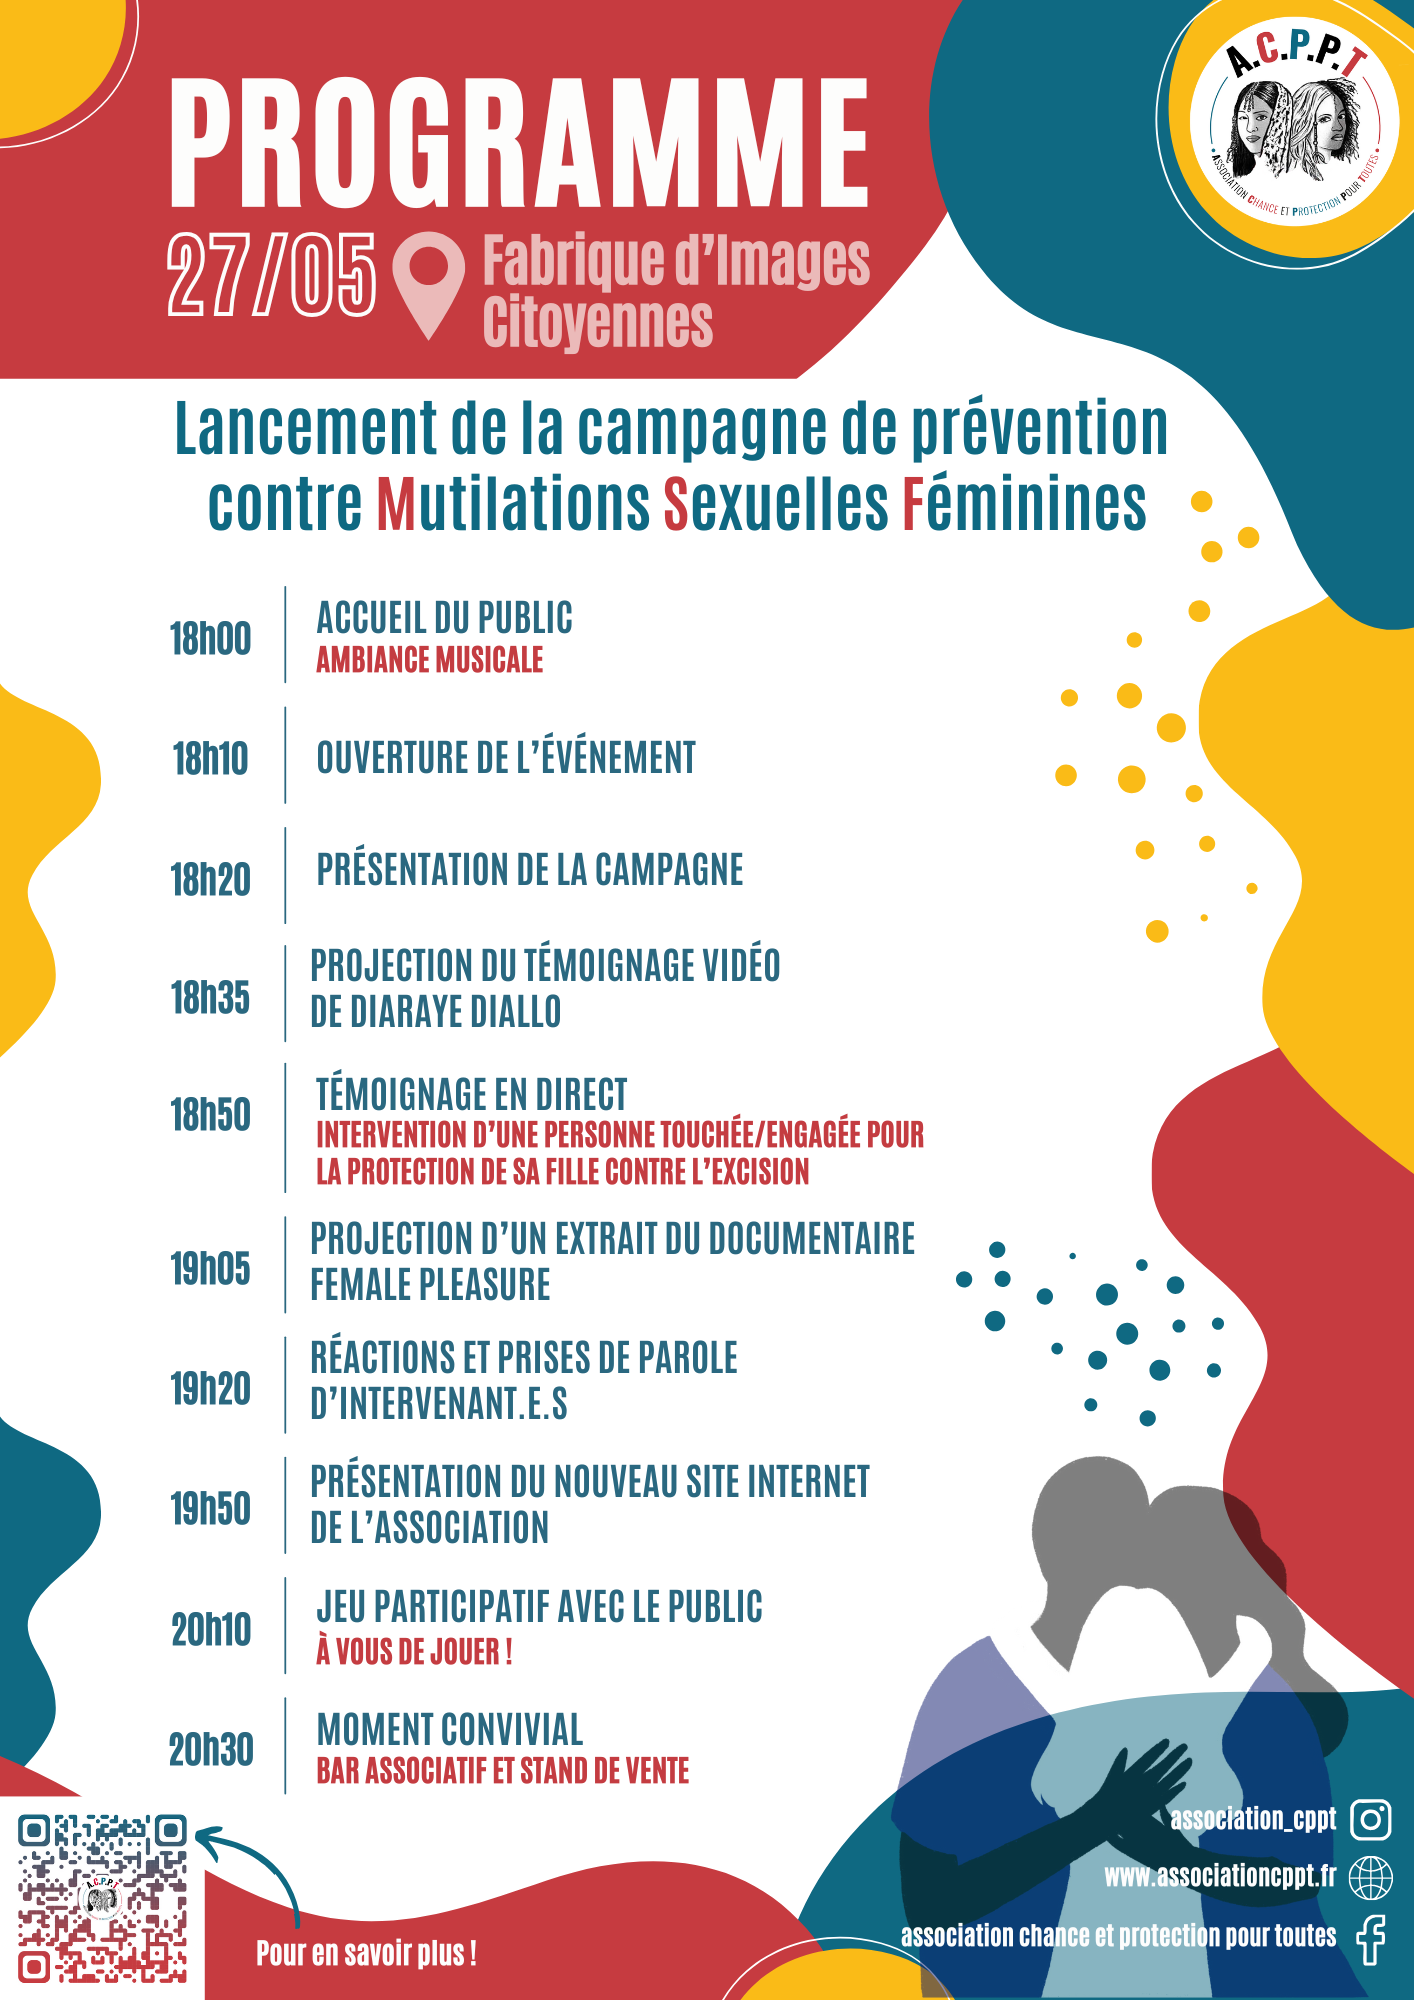 A.C.P.P.T
ASSOCIATION CHANCE ET PROTECTION POUR TOUTES
PROGRAMME
27/05
Fabrique d’Images
Citoyennes
Lancement de la campagne de prévention
contre Mutilations Sexuelles Féminines
18h00
ACCUEIL DU PUBLIC
AMBIANCE MUSICALE
18h10
OUVERTURE DE L’ÉVÉNEMENT
18h20
PRÉSENTATION DE LA CAMPAGNE
18h35
PROJECTION DU TÉMOIGNAGE VIDÉO
DE DIARAYE DIALLO
18h50
TÉMOIGNAGE EN DIRECT
INTERVENTION D’UNE PERSONNE TOUCHÉE/ENGAGÉE POUR
LA PROTECTION DE SA FILLE CONTRE L’EXCISION
19h05
PROJECTION D’UN EXTRAIT DU DOCUMENTAIRE
FEMALE PLEASURE
19h20
RÉACTIONS ET PRISES DE PAROLE
D’INTERVENANT.E.S
19h50
PRÉSENTATION DU NOUVEAU SITE INTERNET
DE L’ASSOCIATION
20h10
JEU PARTICIPATIF AVEC LE PUBLIC
À VOUS DE JOUER !
20h30
MOMENT CONVIVIAL
BAR ASSOCIATIF ET STAND DE VENTE
A.C.P.P.T
Pour en savoir plus !
association_cppt
www.associationcppt.fr
association chance et protection pour toutes